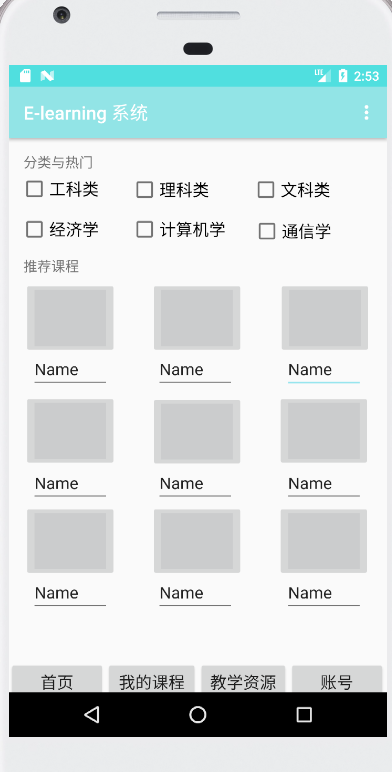 LTE 2:53
E-learning 系统
分类与热门
工科类 理科类 文科类
经济学 计算机学 通信学
推荐课程
Name Name Name
Name Name Name
Name Name Name
首页 我的课程 教学资源 账号